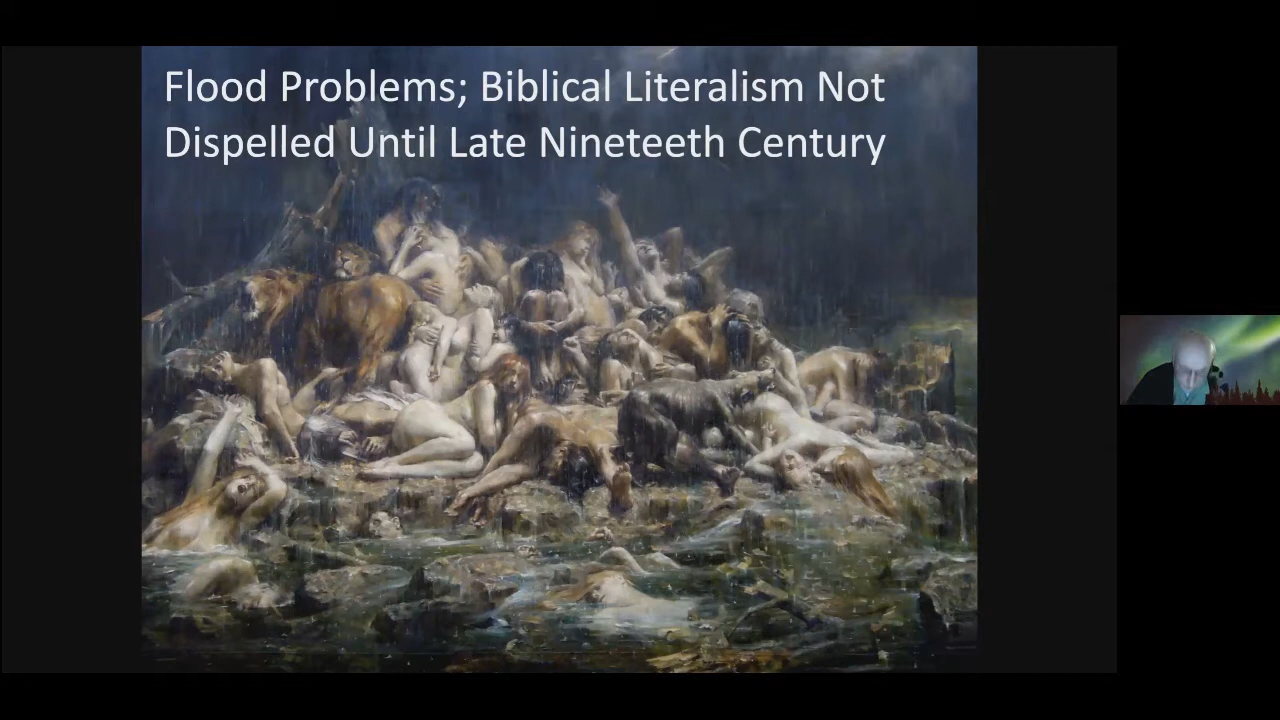 Flood Problems; Biblical Literalism Not
Dispelled Until Late Nineteeth Century